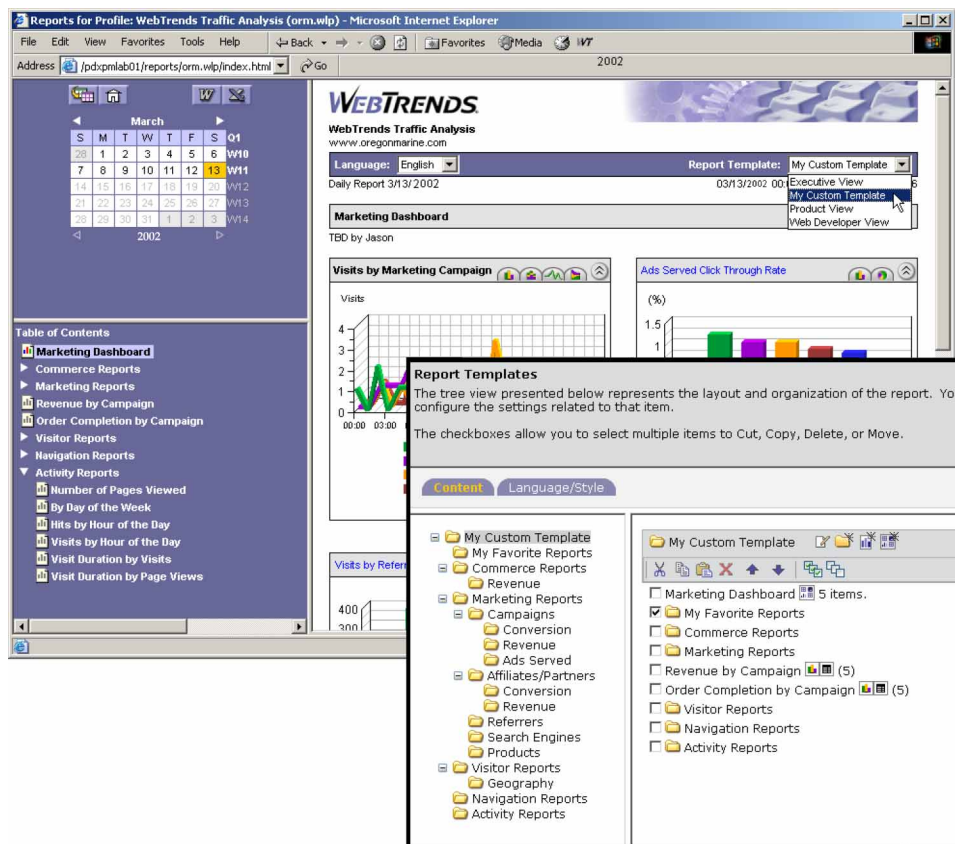 Reports for Profile: WebTrends Traffic Analysis (orm.wlp) - Microsoft Internet Explorer
File Edit View Favorites Tools Help
Back Favorites Media WT
Address /pdxpmlab01/reports/orm.wlp/index.html Go
2002
March
S M T W T F S Q1
28 1 2 3 4 5 6 W10
7 8 9 10 11 12 13 W11
14 15 16 17 18 19 20 W12
21 22 23 24 25 26 27 W13
28 29 30 31 1 2 3 W14
2002
Table of Contents
Marketing Dashboard
Commerce Reports
Marketing Reports
Revenue by Campaign
Order Completion by Campaign
Visitor Reports
Navigation Reports
Activity Reports
Number of Pages Viewed
By Day of the Week
Hits by Hour of the Day
Visits by Hour of the Day
Visit Duration by Visits
Visit Duration by Page Views
WEBTRENDS
WebTrends Traffic Analysis
www.oregonmarine.com
Language: English
Report Template: My Custom Template
Executive View
My Custom Template
Product View
Web Developer View
Daily Report 3/13/2002
03/13/2002 00:
Marketing Dashboard
TBD by Jason
Visits by Marketing Campaign
Visits
4
3
2
1
0
00:00 03:00
Ads Served Click Through Rate
(%)
1.5
1
Visits by Refer
400
300
Report Templates
The tree view presented below represents the layout and organization of the report. Yo
configure the settings related to that item.
The checkboxes allow you to select multiple items to Cut, Copy, Delete, or Move.
Content Language/Style
My Custom Template
My Favorite Reports
Commerce Reports
Revenue
Marketing Reports
Campaigns
Conversion
Revenue
Ads Served
Affiliates/Partners
Conversion
Revenue
Referrers
Search Engines
Products
Visitor Reports
Geography
Navigation Reports
Activity Reports
My Custom Template
Marketing Dashboard 5 items.
My Favorite Reports
Commerce Reports
Marketing Reports
Revenue by Campaign (5)
Order Completion by Campaign (5)
Visitor Reports
Navigation Reports
Activity Reports